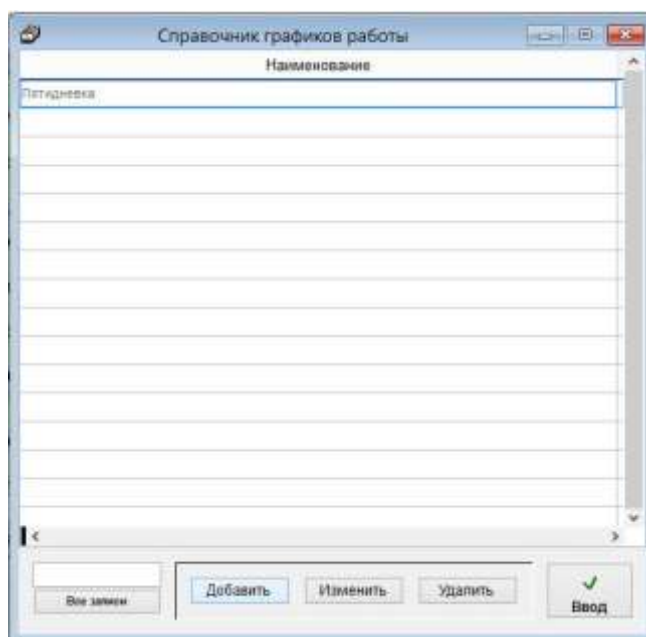 Справочник графиков работы
Наименование
Пятидневка
Все записи
Добавить
Изменить
Удалить
Ввод